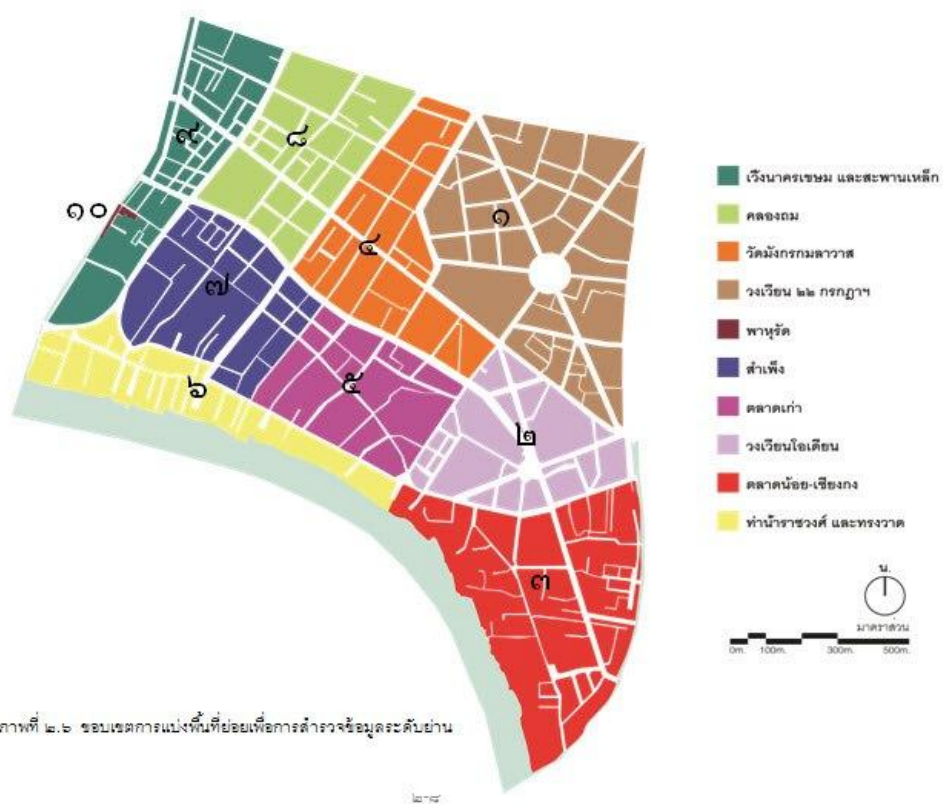 ๙
๘
๑๐
๔
๑
๗
๖
๕
๒
๓
เวิ้งนาครเขษม และสะพานเหล็ก
คลองถม
วัดมังกรกมลาวาส
วงเวียน ๒๒ กรกฎาฯ
พาหุรัด
สำเพ็ง
ตลาดเก่า
วงเวียนโอเดียน
ตลาดน้อย-เซียงกง
ท่าน้ำราชวงศ์ และทรงวาด
น.
มาตราส่วน
0m. 100m. 300m. 500m.
ภาพที่ ๒.๖ ขอบเขตการแบ่งพื้นที่ย่อยเพื่อการสำรวจข้อมูลระดับย่าน
๒-๘